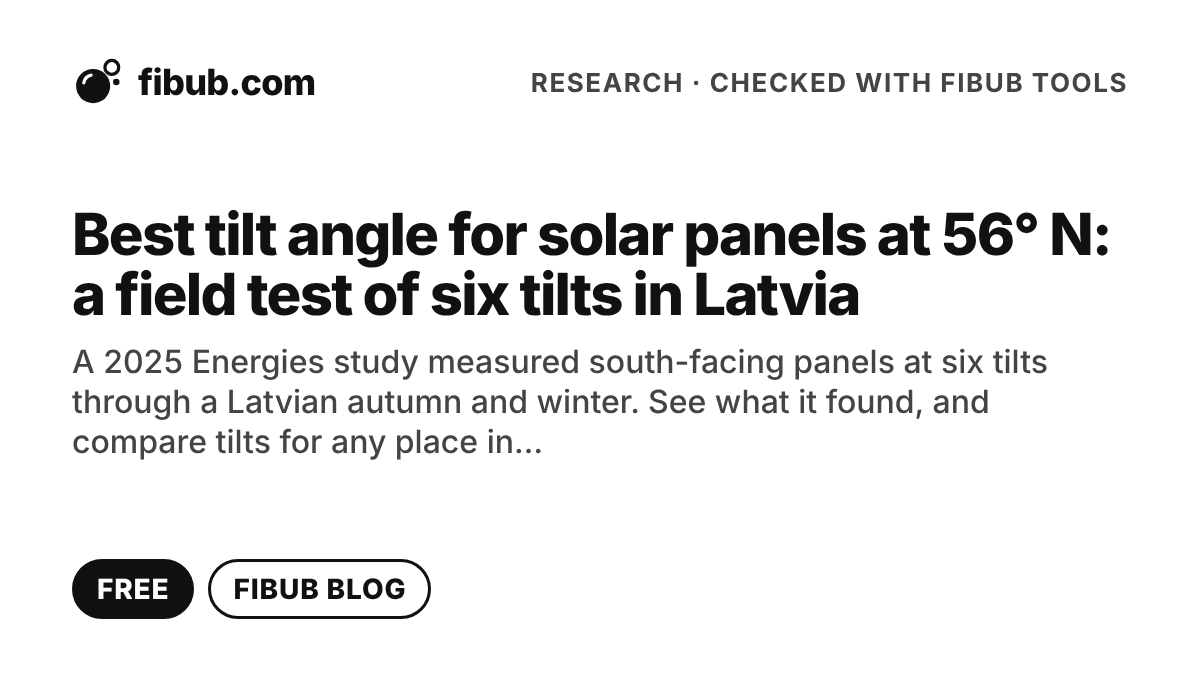 fibub.com
RESEARCH · CHECKED WITH FIBUB TOOLS
Best tilt angle for solar panels at 56° N:
a field test of six tilts in Latvia
A 2025 Energies study measured south-facing panels at six tilts
through a Latvian autumn and winter. See what it found, and
compare tilts for any place in…
FREE
FIBUB BLOG